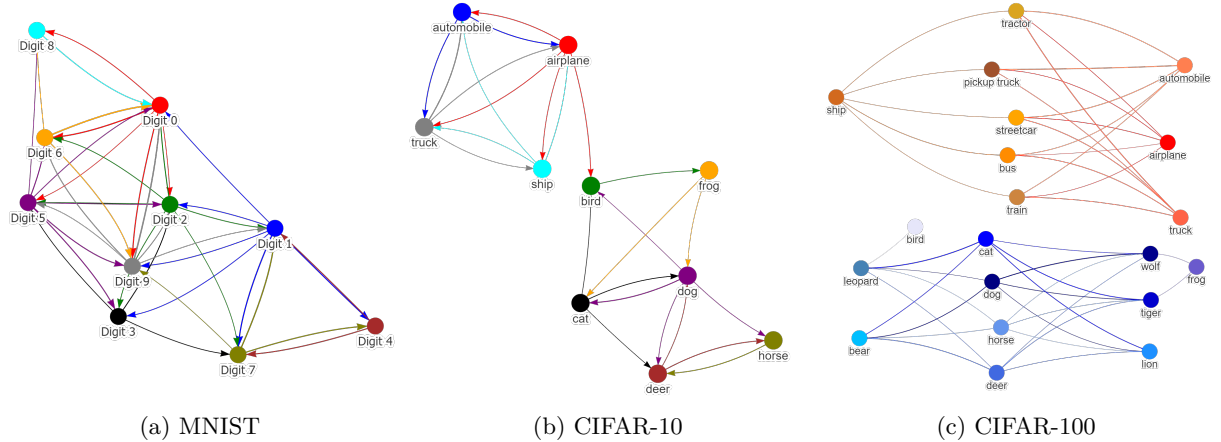 Digit 8
Digit 0
Digit 6
Digit 5
Digit 2
Digit 1
Digit 9
Digit 3
Digit 4
Digit 7
(a) MNIST
automobile
airplane
truck
ship
bird
frog
dog
cat
horse
deer
(b) CIFAR-10
tractor
automobile
pickup truck
ship
streetcar
airplane
bus
train
truck
bird
cat
wolf
leopard
frog
dog
tiger
horse
bear
lion
deer
(c) CIFAR-100